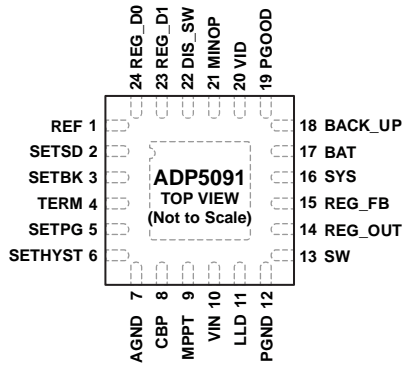 24 REG_D0
23 REG_D1
22 DIS_SW
21 MINOP
20 VID
19 PGOOD
REF 1
SETSD 2
SETBK 3
TERM 4
SETPG 5
SETHYST 6
ADP5091
TOP VIEW
(Not to Scale)
18 BACK_UP
17 BAT
16 SYS
15 REG_FB
14 REG_OUT
13 SW
AGND 7
CBP 8
MPPT 9
VIN 10
LLD 11
PGND 12